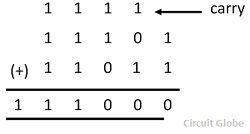 1 1 1 1 carry
1 1 1 0 1
(+) 1 1 0 1 1
1 1 1 0 0 0
Circuit Globe